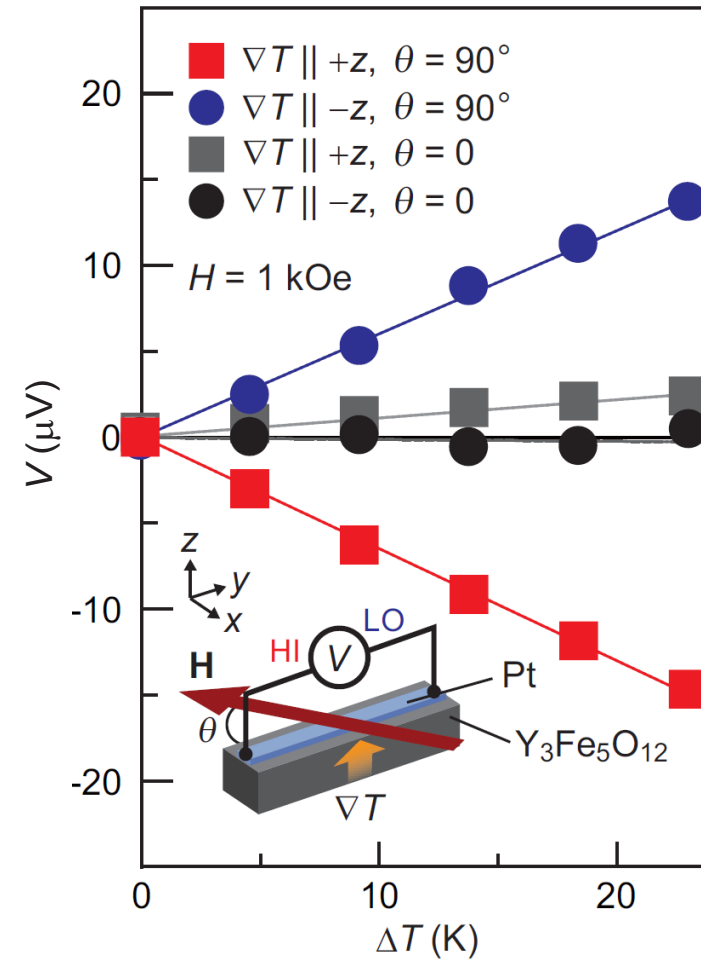 ∇T || +z, θ = 90°
∇T || −z, θ = 90°
∇T || +z, θ = 0
∇T || −z, θ = 0
H = 1 kOe
V (μV)
20
10
0
-10
-20
z
y
x
H
θ
HI
V
LO
Pt
Y₃Fe₅O₁₂
∇T
0
10
20
ΔT (K)